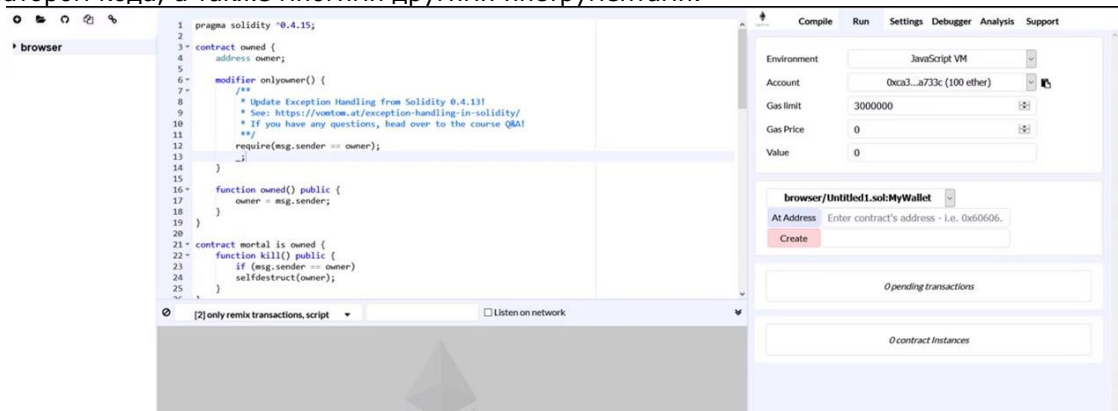 pragma solidity ^0.4.15;
contract owned {
address owner;
modifier onlyowner() {
/**
* Update Exception Handling from Solidity 0.4.13!
* See: https://vomtom.at/exception-handling-in-solidity/
* If you have any questions, head over to the course Q&A!
**/
require(msg.sender == owner);
_;
}
function owned() public {
owner = msg.sender;
}
}
contract mortal is owned {
function kill() public {
if (msg.sender == owner)
selfdestruct(owner);
}
browser
1
2
3
4
5
6
7
8
9
10
11
12
13
14
15
16
17
18
19
20
21
22
23
24
25
[2] only remix transactions, script
Listen on network
Compile Run Settings Debugger Analysis Support
Environment JavaScript VM
Account 0xca3...a733c (100 ether)
Gas limit 3000000
Gas Price 0
Value 0
browser/Untitled1.sol:MyWallet
At Address Enter contract's address - i.e. 0x60606.
Create
0 pending transactions
0 contract Instances